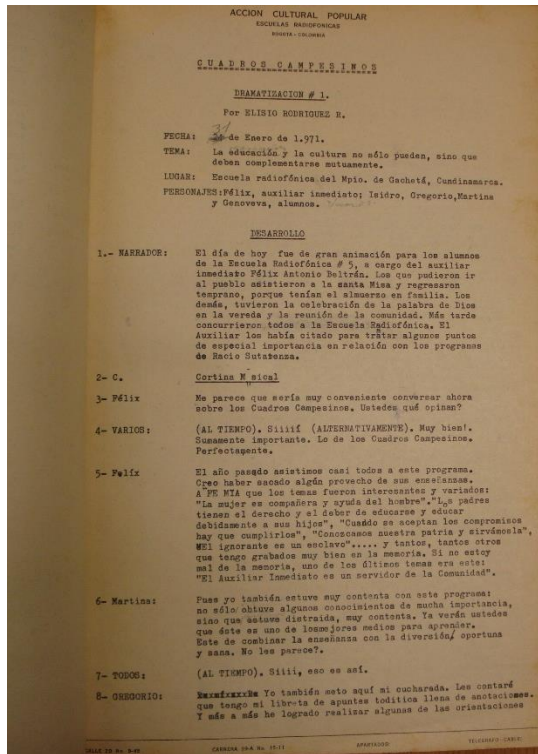 ACCION CULTURAL POPULAR
ESCUELAS RADIOFONICAS
BOGOTA - COLOMBIA
CUADROS CAMPESINOS
DRAMATIZACION # 1.
Por ELISIO RODRIGUEZ R.
FECHA: 31 de Enero de 1.971.
TEMA: La educación y la cultura no sólo pueden, sino que
deben complementarse mutuamente.
LUGAR: Escuela radiofónica del Mpio. de Gachetá, Cundinamarca.
PERSONAJES:Félix, auxiliar inmediato; Isidro, Gregorio,Martina
y Genoveva, alumnos.
DESARROLLO
1.- NARRADOR: El día de hoy fue de gran animación para los alumnos
de la Escuela Radiofónica # 5, a cargo del auxiliar
inmediato Félix Antonio Beltrán. Los que pudieron ir
al pueblo asistieron a la santa Misa y regresaron
temprano, porque tenían el almuerzo en familia. Los
demás, tuvieron la celebración de la palabra de Dios
en la vereda y la reunión de la comunidad. Más tarde
concurrieron todos a la Escuela Radiofónica. El
Auxiliar los había citado para tratar algunos puntos
de especial importancia en relación con los programas
de Racio Sutatenza.
2- C. Cortina M sical
3- Félix Me parece que sería muy conveniente conversar ahora
sobre los Cuadros Campesinos. Ustedes qué opinan?
4- VARIOS: (AL TIEMPO). Siiiií (ALTERNATIVAMENTE). Muy bien!.
Sumamente importante. Lo de los Cuadros Campesinos.
Perfectamente.
5- Felíx El año pasado asistimos casi todos a este programa.
Creo haber sacado algún provecho de sus enseñanzas.
A FE MIA que los temas fueron interesantes y variados:
"La mujer es compañera y ayuda del hombre"."Los padres
tienen el derecho y el deber de educarse y educar
debidamente a sus hijos", "Cuando se aceptan los compromisos
hay que cumplirlos", "Conozcamos nuestra patria y sirvámosla",
"El ignorante es un esclavo"..... y tantos, tantos otros
que tengo grabados muy bien en la memoria. Si no estoy
mal de la memoria, uno de los últimos temas era este:
"El Auxiliar Inmediato es un servidor de la Comunidad".
6- Martina: Pues yo también estuve muy contenta con este programa:
no sólo obtuve algunos conocimientos de mucha importancia,
sino que estuve distraida, muy contenta. Ya verán ustedes
que éste es uno de losmejores medios para aprender.
Este de combinar la enseñanza con la diversión/ oportuna
y sana. No les parece?.
7- TODOS: (AL TIEMPO). Siiii, eso es así.
8- GREGORIO: Yo también meto aquí mi cucharada. Les contaré
que tengo mi libreta de apuntes toditica llena de anotaciones.
Y más a más he logrado realizar algunas de las orientaciones
CARRERA 39-A No. 15-11 APARTADO